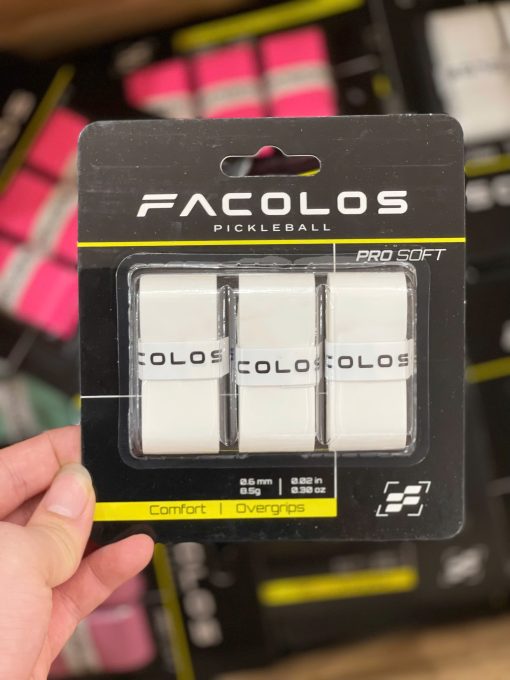 FACOLOS
PICKLEBALL
PRO SOFT
COLOS
COLOS
COLOS
0.6 mm | 0.02 in
8.5g | 0.30 oz
Comfort | Overgrips